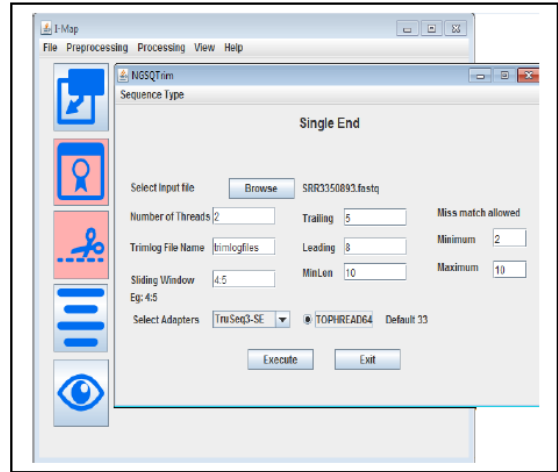 I-Map
File Preprocessing Processing View Help
NGSQTrim
Sequence Type
Single End
Select Input file Browse SRR3350893.fastq
Number of Threads 2 Trailing 5 Miss match allowed
Trimlog File Name trimlogfiles Leading 8 Minimum 2
Sliding Window 4:5 MinLen 10 Maximum 10
Eg: 4:5
Select Adapters TruSeq3-SE TOPHREAD64 Default 33
Execute Exit